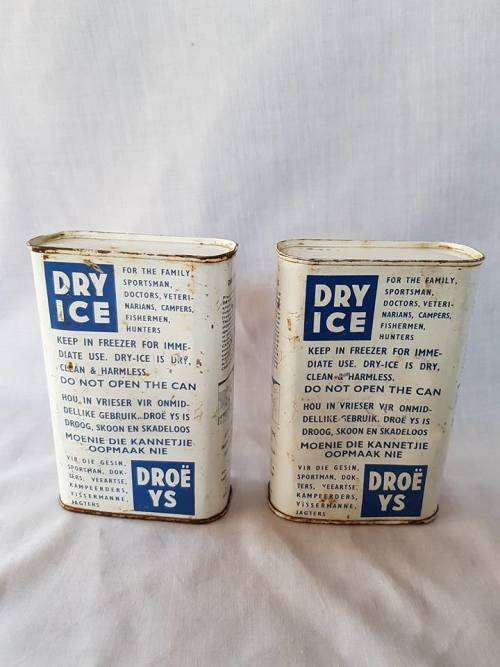 DRY
ICE
FOR THE FAMILY,
SPORTSMAN,
DOCTORS, VETERI-
NARIANS, CAMPERS,
FISHERMEN,
HUNTERS
KEEP IN FREEZER FOR IMME-
DIATE USE. DRY-ICE IS DRY,
CLEAN & HARMLESS.
DO NOT OPEN THE CAN
HOU, IN VRIESER VIR ONMID-
DELLIKE GEBRUIK. DROË YS IS
DROOG, SKOON EN SKADELOOS
MOENIE DIE KANNETJIE
OOPMAAK NIE
VIR DIE GESIN,
SPORTMAN, DOK-
TERS, VEEARTSE,
KAMPEERDERS,
VISSERMANNE,
JAGTERS
DROË
YS
DRY
ICE
FOR THE FAMILY,
SPORTSMAN,
DOCTORS, VETERI-
NARIANS, CAMPERS,
FISHERMEN,
HUNTERS
KEEP IN FREEZER FOR IMME-
DIATE USE. DRY-ICE IS DRY,
CLEAN & HARMLESS.
DO NOT OPEN THE CAN
HOU IN VRIESER VIR ONMID-
DELLIKE GEBRUIK. DROË YS IS
DROOG, SKOON EN SKADELOOS
MOENIE DIE KANNETJIE
OOPMAAK NIE
VIR DIE GESIN,
SPORTMAN, DOK-
TERS, VEEARTSE,
KAMPEERDERS,
VISSERMANNE,
JAGTERS
DROË
YS